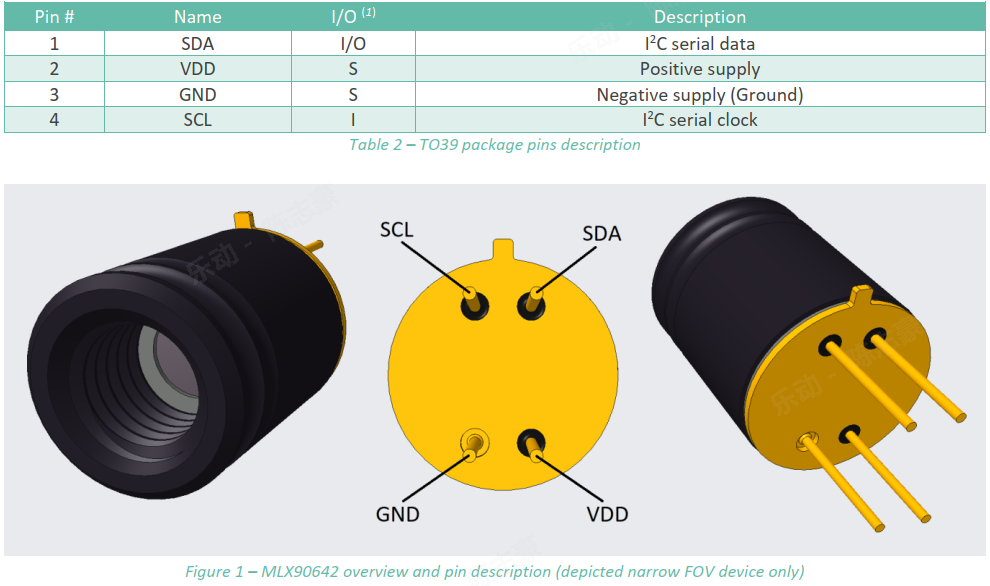 Pin # Name I/O (1) Description
1 SDA I/O I²C serial data
2 VDD S Positive supply
3 GND S Negative supply (Ground)
4 SCL I I²C serial clock
Table 2 – TO39 package pins description
SCL SDA
GND VDD
Figure 1 – MLX90642 overview and pin description (depicted narrow FOV device only)